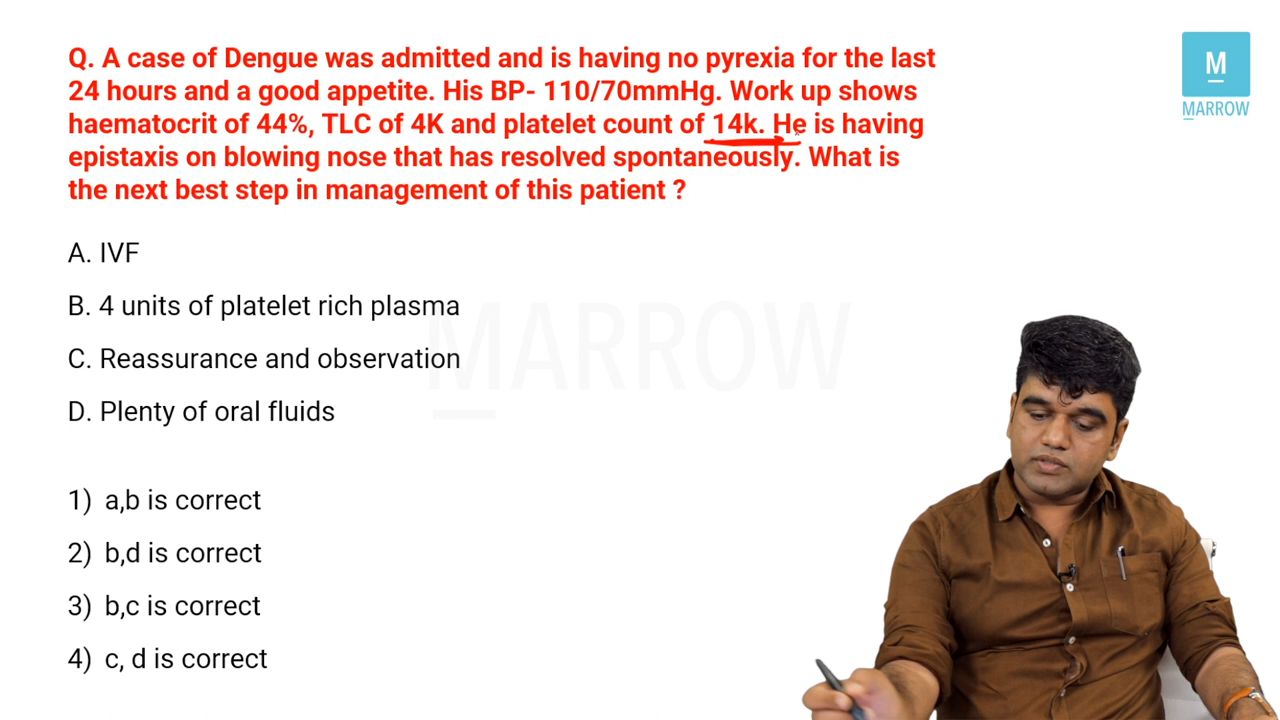 Q. A case of Dengue was admitted and is having no pyrexia for the last
24 hours and a good appetite. His BP- 110/70mmHg. Work up shows
haematocrit of 44%, TLC of 4K and platelet count of 14k. He is having
epistaxis on blowing nose that has resolved spontaneously. What is
the next best step in management of this patient ?
M
MARROW
A. IVF
B. 4 units of platelet rich plasma
C. Reassurance and observation
D. Plenty of oral fluids
MARROW
1) a,b is correct
2) b,d is correct
3) b,c is correct
4) c, d is correct